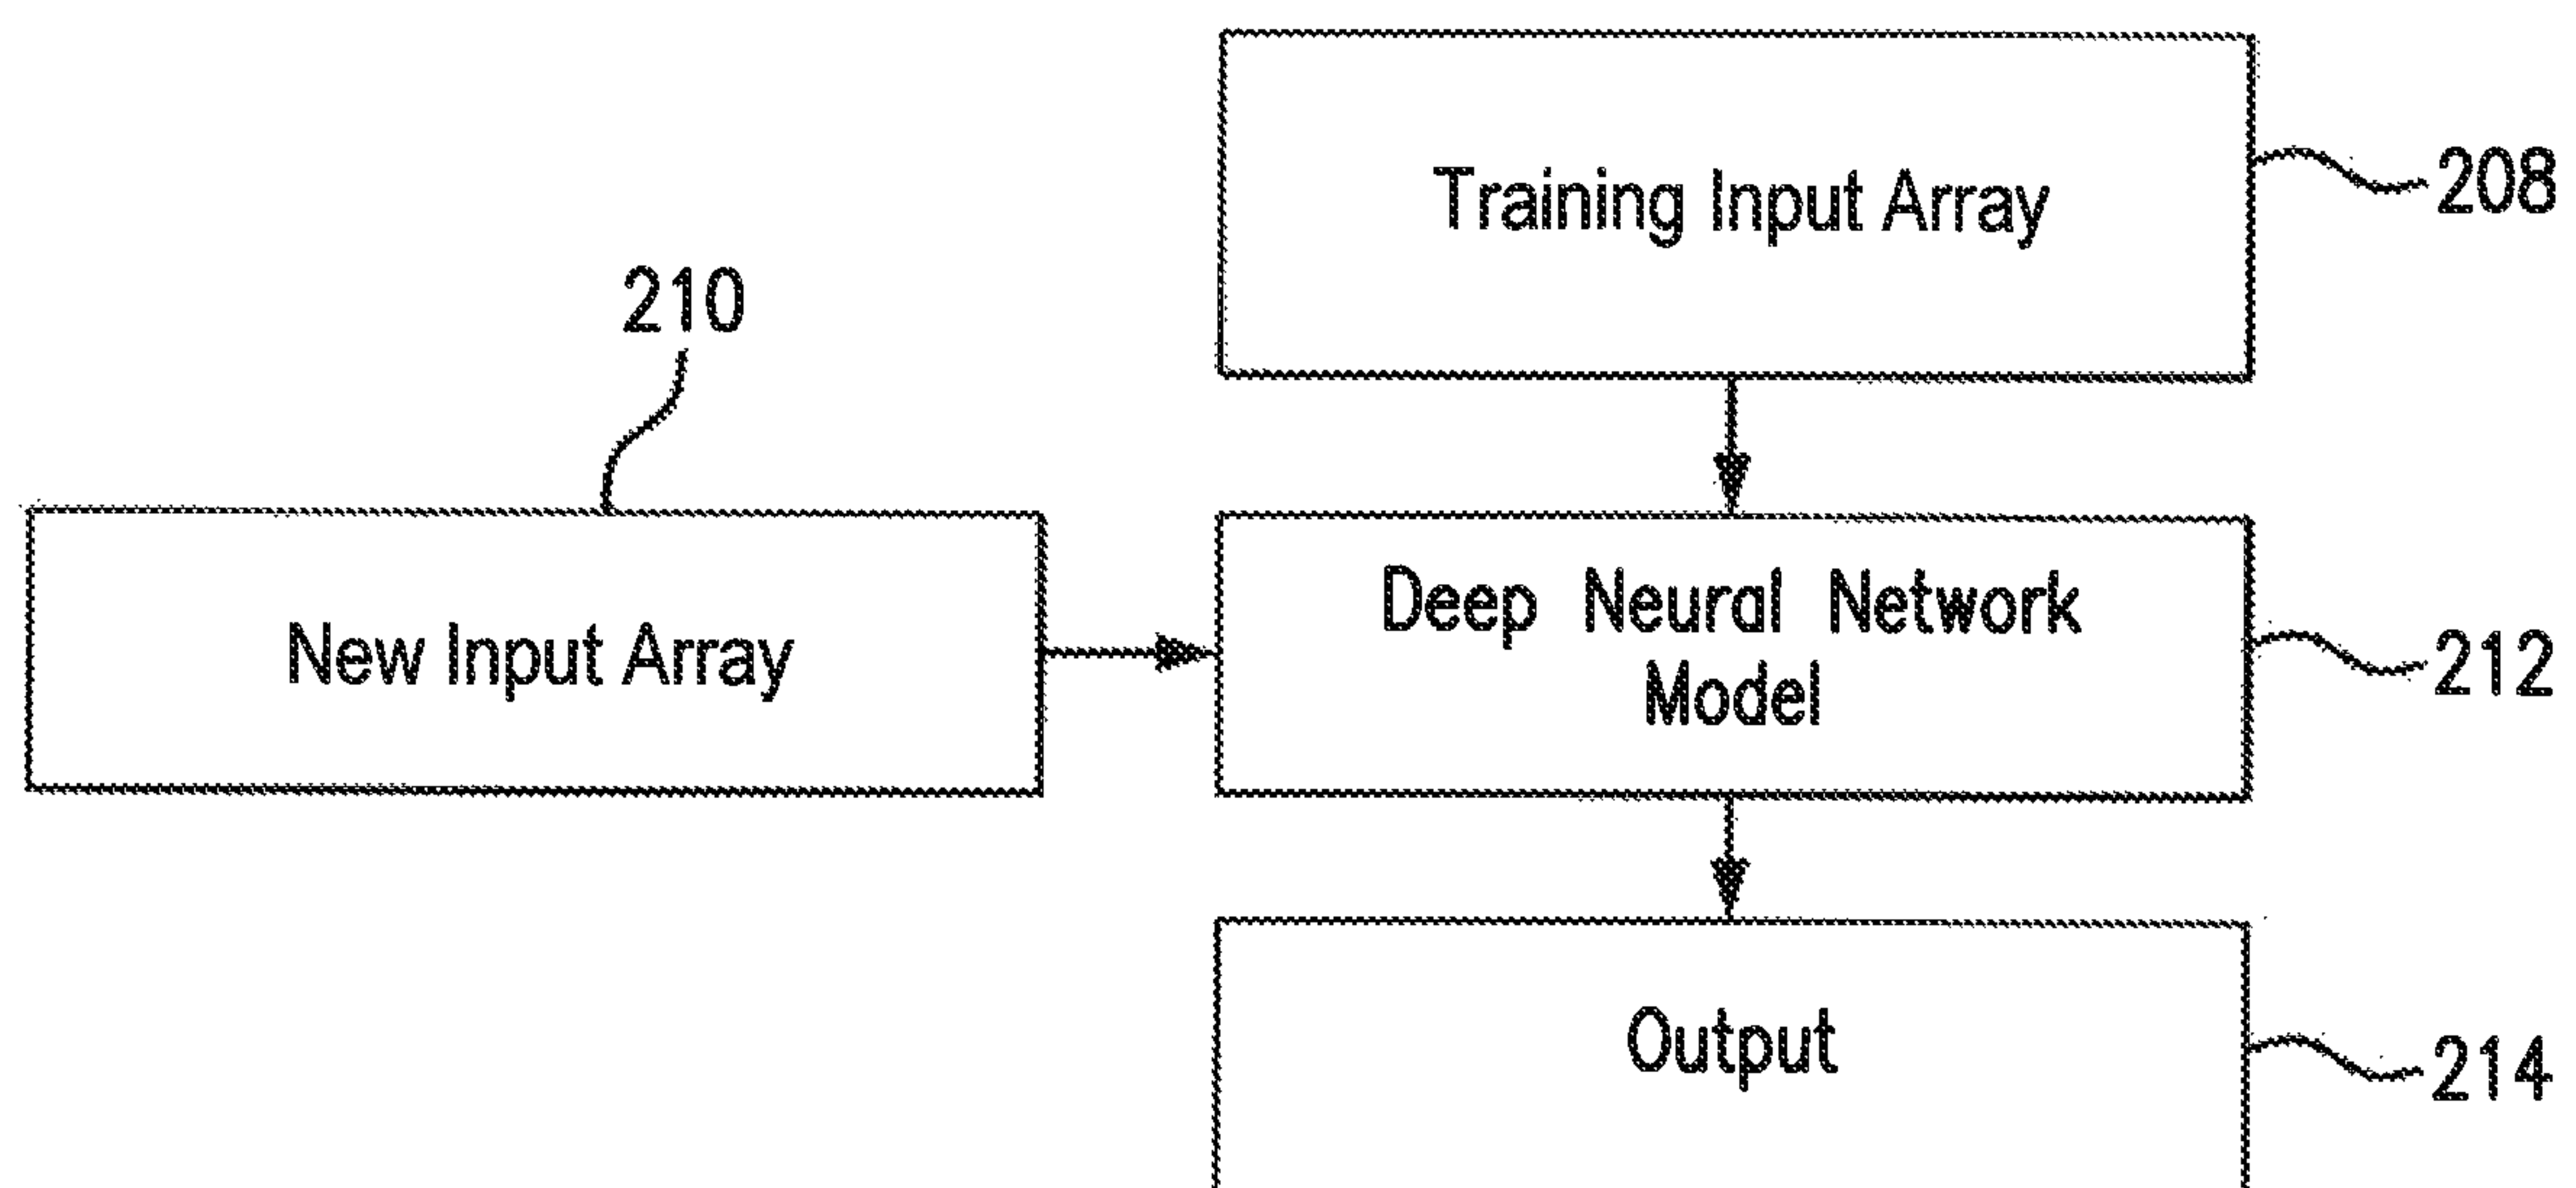 Training Input Array
208
210
New Input Array
Deep Neural Network
Model
212
Output
214